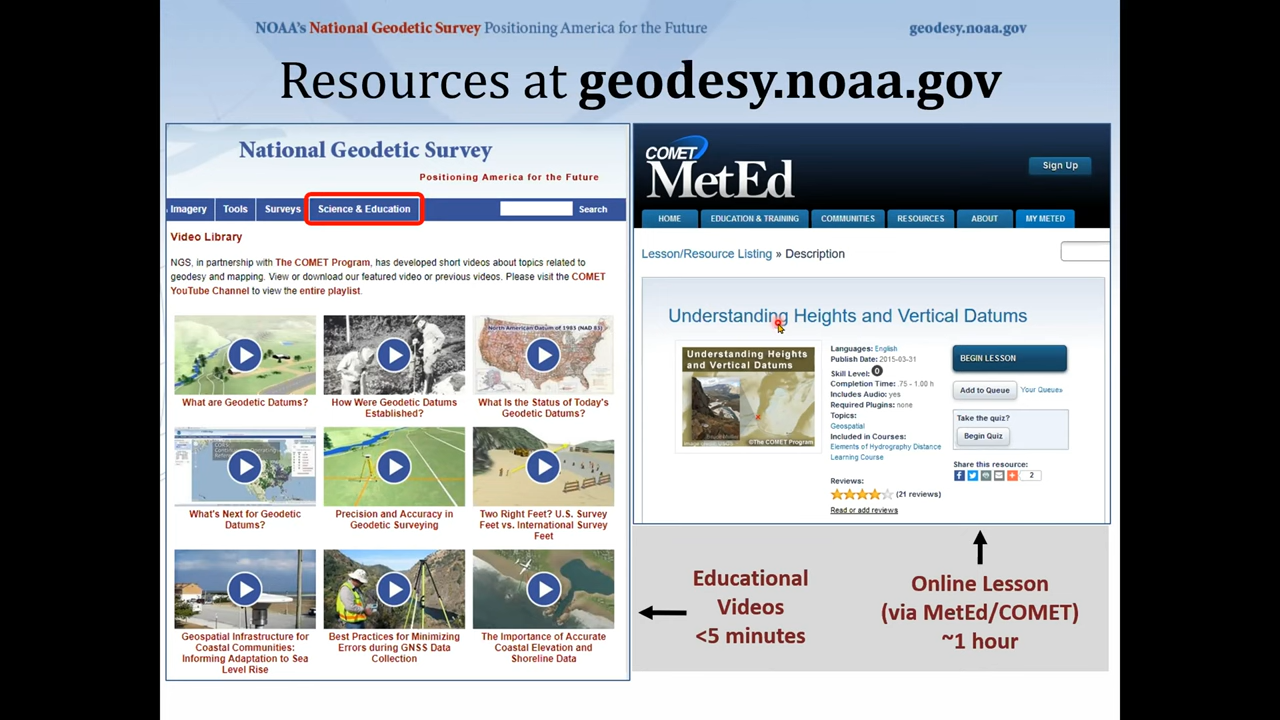 NOAA's National Geodetic Survey Positioning America for the Future
geodesy.noaa.gov
Resources at geodesy.noaa.gov
National Geodetic Survey
Positioning America for the Future
Imagery Tools Surveys Science & Education Search
Video Library
NGS, in partnership with The COMET Program, has developed short videos about topics related to
geodesy and mapping. View or download our featured video or previous videos. Please visit the COMET
YouTube Channel to view the entire playlist.
North American Datum of 1983 (NAD 83)
What are Geodetic Datums?
How Were Geodetic Datums
Established?
What Is the Status of Today's
Geodetic Datums?
What's Next for Geodetic
Datums?
Precision and Accuracy in
Geodetic Surveying
Two Right Feet? U.S. Survey
Feet vs. International Survey
Feet
Geospatial Infrastructure for
Coastal Communities:
Informing Adaptation to Sea
Level Rise
Best Practices for Minimizing
Errors during GNSS Data
Collection
The Importance of Accurate
Coastal Elevation and
Shoreline Data
COMET
MetEd
Sign Up
HOME EDUCATION & TRAINING COMMUNITIES RESOURCES ABOUT MY METED
Lesson/Resource Listing » Description
Understanding Heights and Vertical Datums
Understanding Heights
and Vertical Datums
©The COMET Program
Languages: English
Publish Date: 2015-03-31
Skill Level: 0
Completion Time: .75 - 1.00 h
Includes Audio: yes
Required Plugins: none
Topics:
Geospatial
Included in Courses:
Elements of Hydrography Distance
Learning Course
Reviews:
(21 reviews)
Read or add reviews
BEGIN LESSON
Add to Queue Your Queue»
Take the quiz?
Begin Quiz
Share this resource:
2
Educational
Videos
<5 minutes
Online Lesson
(via MetEd/COMET)
~1 hour